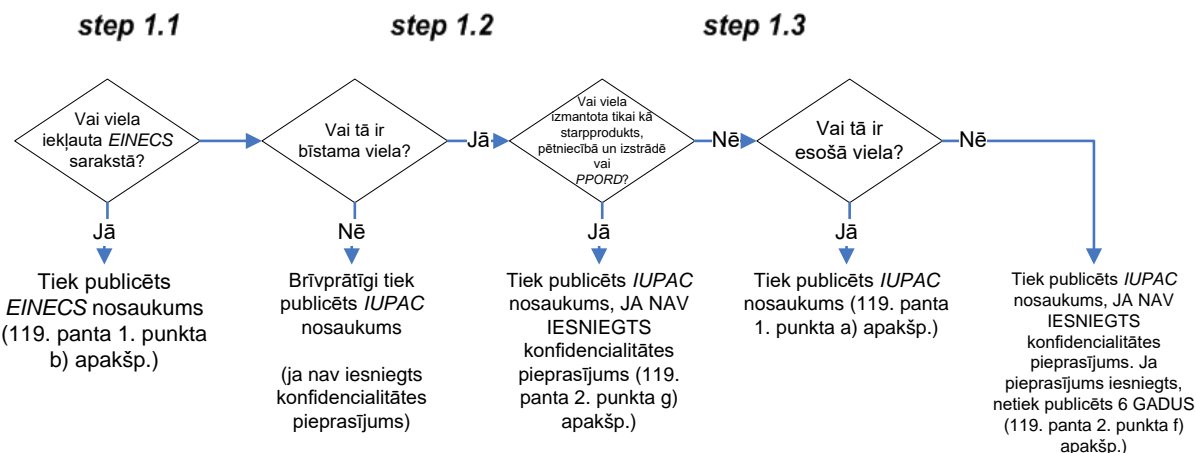 step 1.1
step 1.2
step 1.3
Vai viela
iekļauta EINECS
sarakstā?
Vai tā ir
bīstama viela?
Jā
Vai viela
izmantota tikai kā
starpprodukts,
pētniecībā un izstrādē
vai
PPORD?
Nē
Vai tā ir
esošā viela?
Nē
Jā
Nē
Jā
Jā
Tiek publicēts
EINECS nosaukums
(119. panta 1. punkta
b) apakšp.)
Brīvprātīgi tiek
publicēts IUPAC
nosaukums
(ja nav iesniegts
konfidencialitātes
pieprasījums)
Tiek publicēts IUPAC
nosaukums, JA NAV
IESNIEGTS
konfidencialitātes
pieprasījums (119.
panta 2. punkta g)
apakšp.)
Tiek publicēts IUPAC
nosaukums (119. panta
1. punkta a) apakšp.)
Tiek publicēts IUPAC
nosaukums, JA NAV
IESNIEGTS
konfidencialitātes
pieprasījums. Ja
pieprasījums iesniegts,
netiek publicēts 6 GADUS
(119. panta 2. punkta f)
apakšp.)